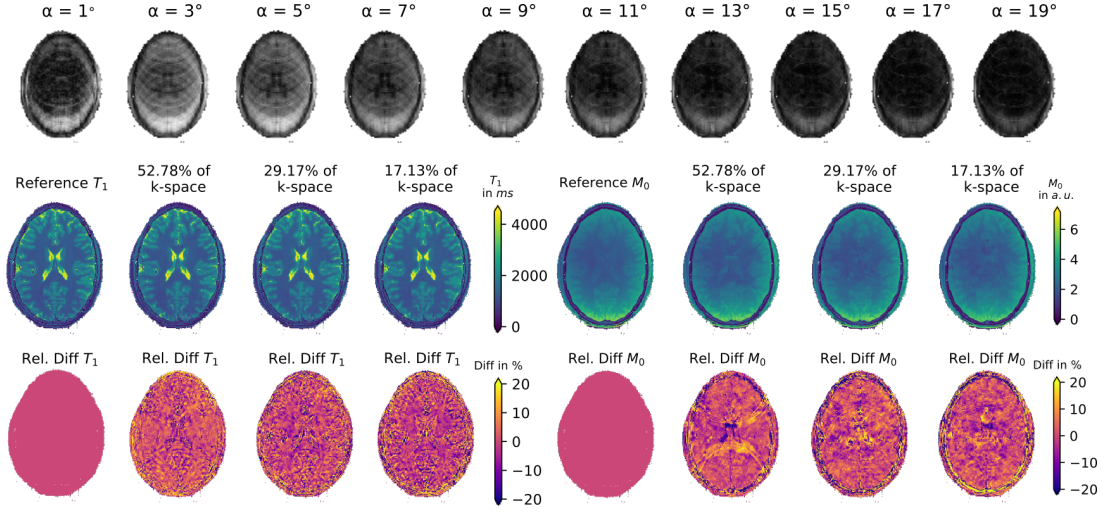 α = 1° α = 3° α = 5° α = 7° α = 9° α = 11° α = 13° α = 15° α = 17° α = 19°
Reference T₁
52.78% of
k-space
29.17% of
k-space
17.13% of
k-space
T₁
in ms
4000
2000
0
Reference M₀
52.78% of
k-space
29.17% of
k-space
17.13% of
k-space
M₀
in a.u.
6
4
2
0
Rel. Diff T₁
Rel. Diff T₁
Rel. Diff T₁
Rel. Diff T₁
Diff in %
20
10
0
−10
−20
Rel. Diff M₀
Rel. Diff M₀
Rel. Diff M₀
Rel. Diff M₀
Diff in %
20
10
0
−10
−20